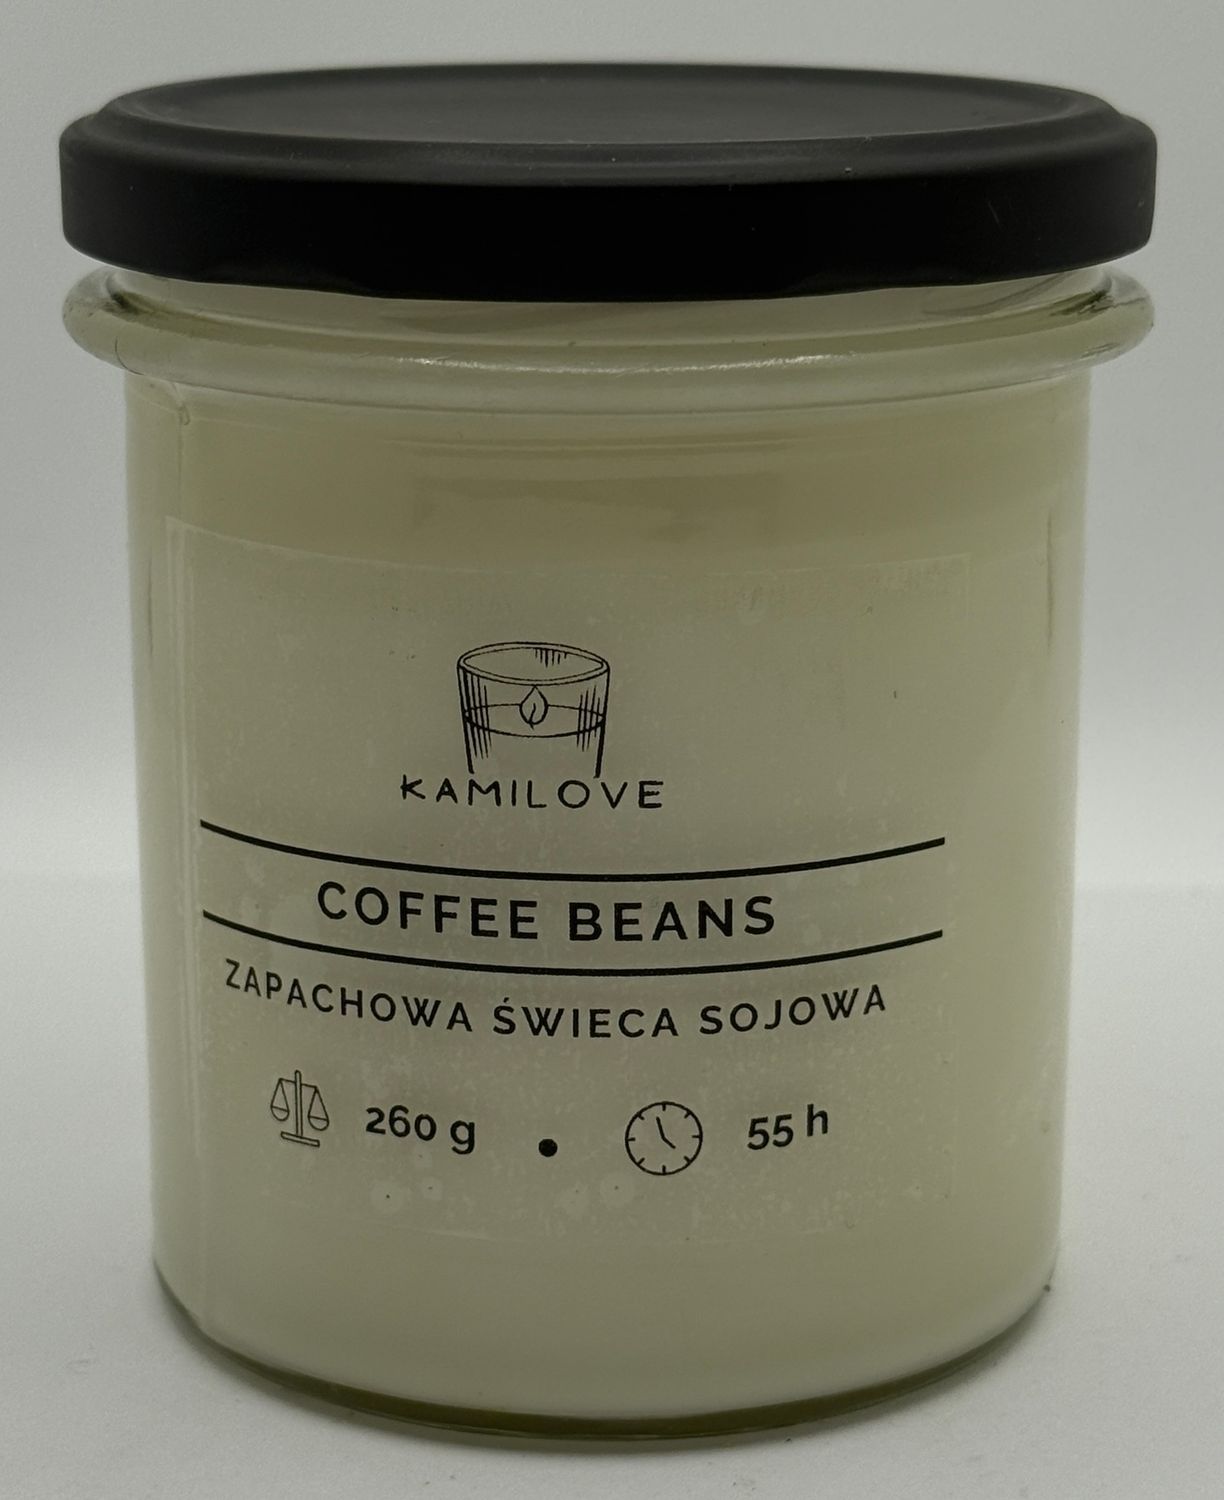 KAMILOVE
COFFEE BEANS
ZAPACHOWA ŚWIECA SOJOWA
260 g • 55 h